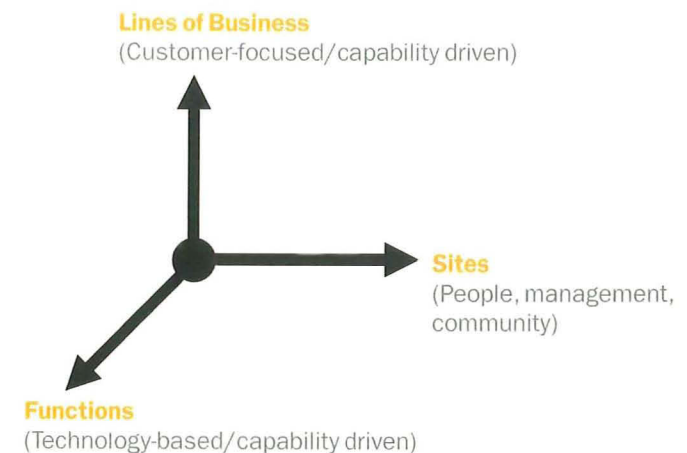 Lines of Business
(Customer-focused/capability driven)
Sites
(People, management,
community)
Functions
(Technology-based/capability driven)